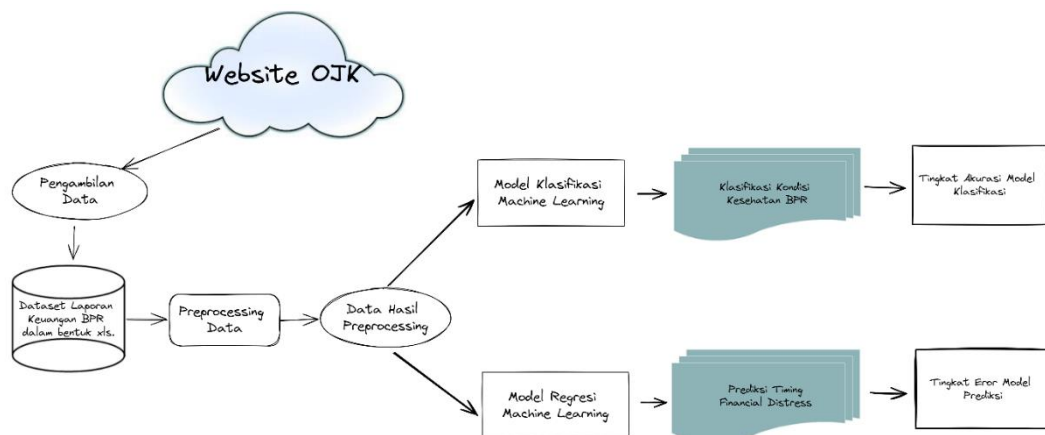 Website OJK
Pengambilan
Data
Dataset Laporan
Keuangan BPR
dalam bentuk xls.
Preprocessing
Data
Data Hasil
Preprocessing
Model Klasifikasi
Machine Learning
Klasifikasi Kondisi
Kesehatan BPR
Tingkat Akurasi Model
Klasifikasi
Model Regresi
Machine Learning
Prediksi Timing
Financial Distress
Tingkat Eror Model
Prediksi